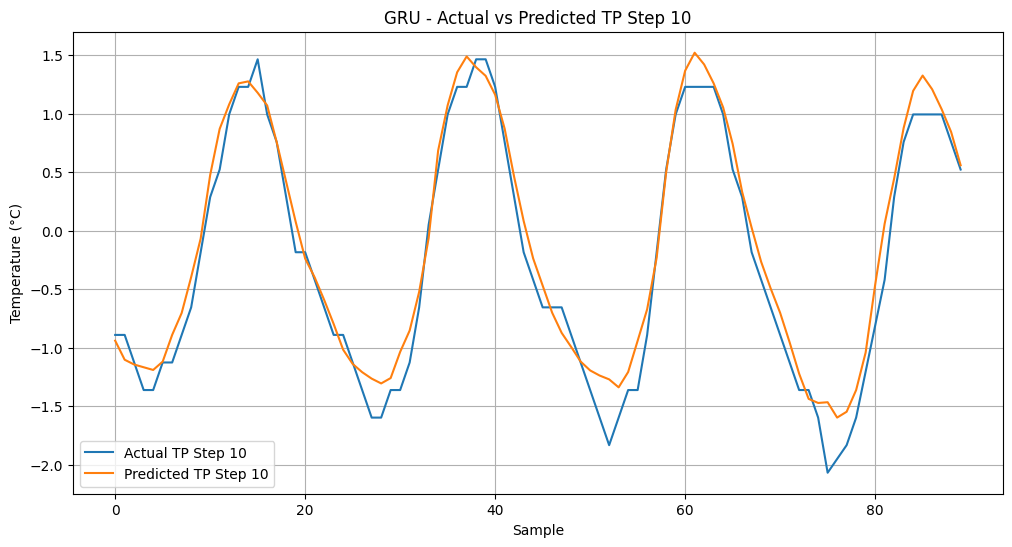 GRU - Actual vs Predicted TP Step 10
Temperature (°C)
1.5
1.0
0.5
0.0
−0.5
−1.0
−1.5
−2.0
Actual TP Step 10
Predicted TP Step 10
0
20
40
60
80
Sample